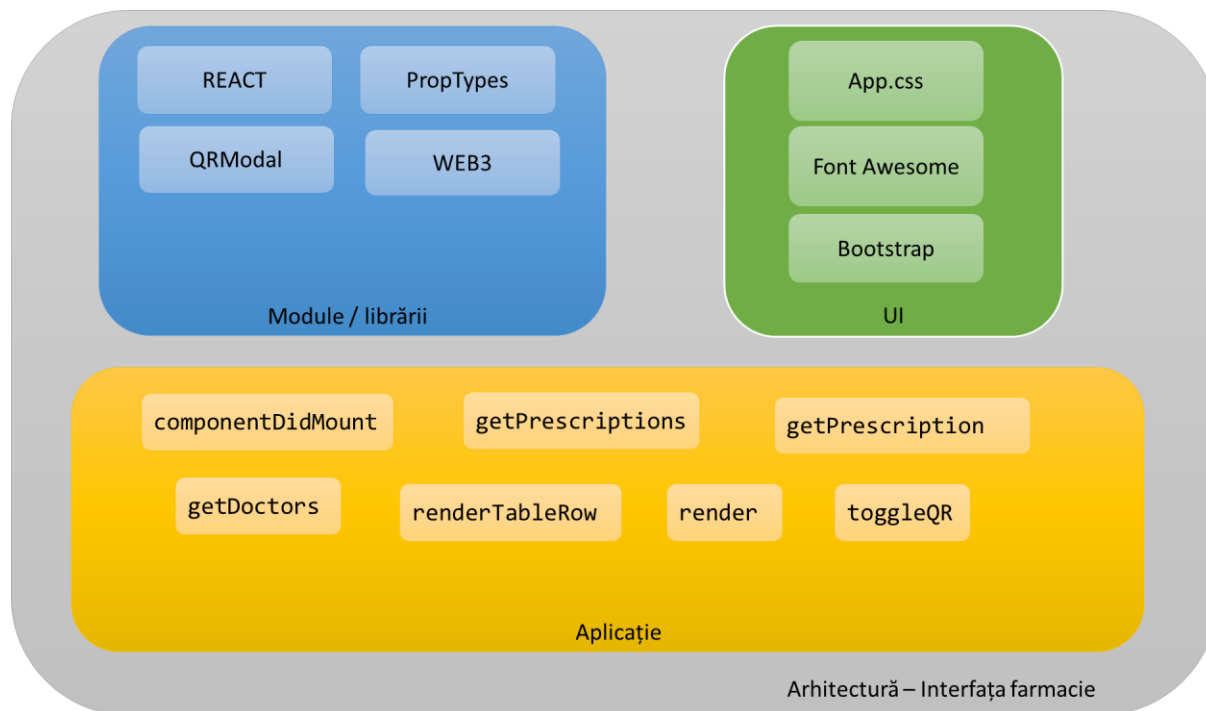 REACT
PropTypes
QRModal
WEB3
Module / librării
App.css
Font Awesome
Bootstrap
UI
componentDidMount
getPrescriptions
getPrescription
getDoctors
renderTableRow
render
toggleQR
Aplicație
Arhitectură – Interfața farmacie